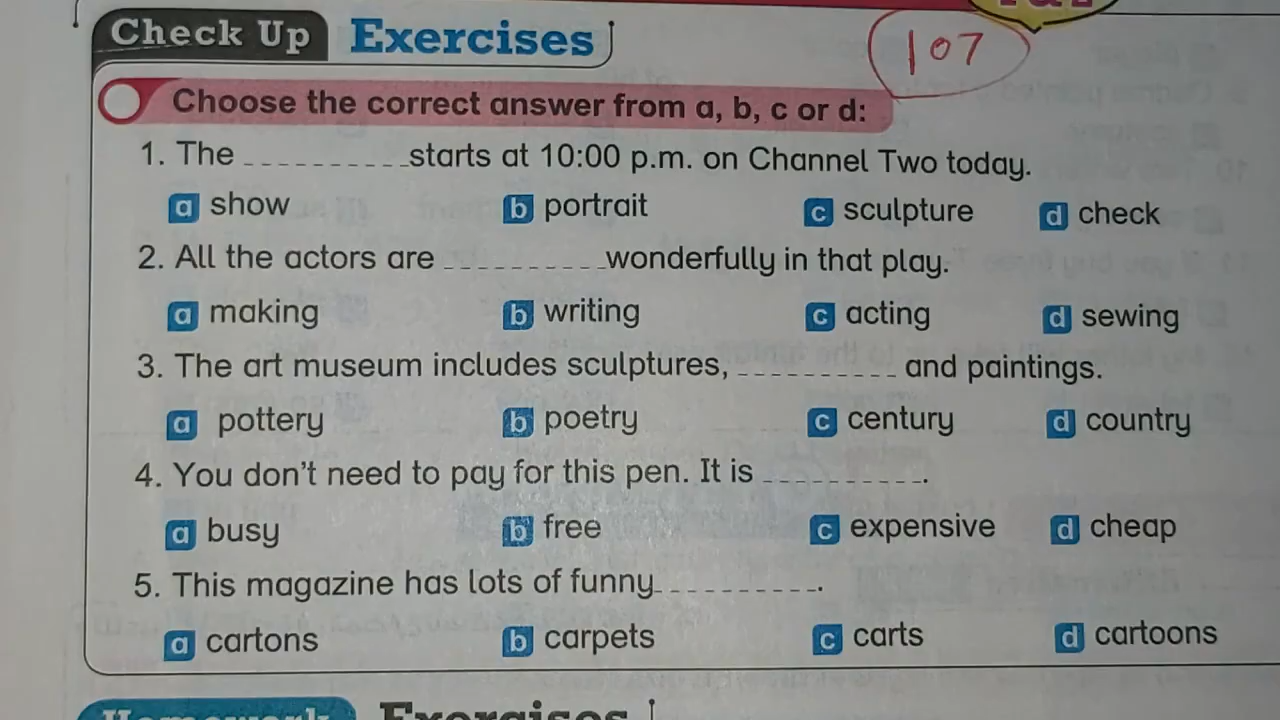 Check Up Exercises
107
Choose the correct answer from a, b, c or d:
1. The __________ starts at 10:00 p.m. on Channel Two today.
a show b portrait c sculpture d check
2. All the actors are __________ wonderfully in that play.
a making b writing c acting d sewing
3. The art museum includes sculptures, __________ and paintings.
a pottery b poetry c century d country
4. You don't need to pay for this pen. It is __________.
a busy b free c expensive d cheap
5. This magazine has lots of funny __________.
a cartons b carpets c carts d cartoons
Homework Exercises